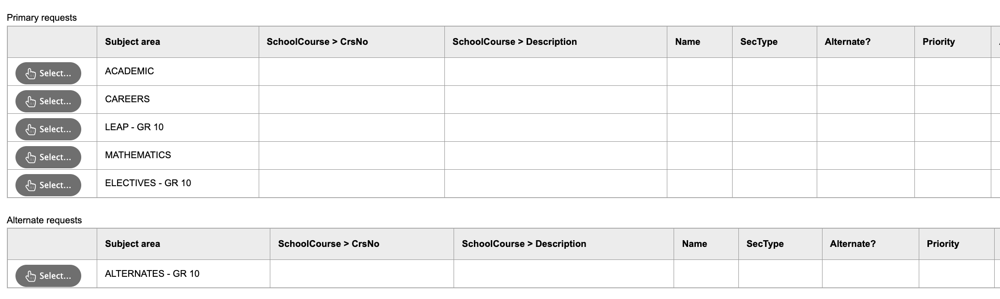 Primary requests
Subject area SchoolCourse > CrsNo SchoolCourse > Description Name SecType Alternate? Priority
Select... ACADEMIC
Select... CAREERS
Select... LEAP - GR 10
Select... MATHEMATICS
Select... ELECTIVES - GR 10
Alternate requests
Subject area SchoolCourse > CrsNo SchoolCourse > Description Name SecType Alternate? Priority
Select... ALTERNATES - GR 10